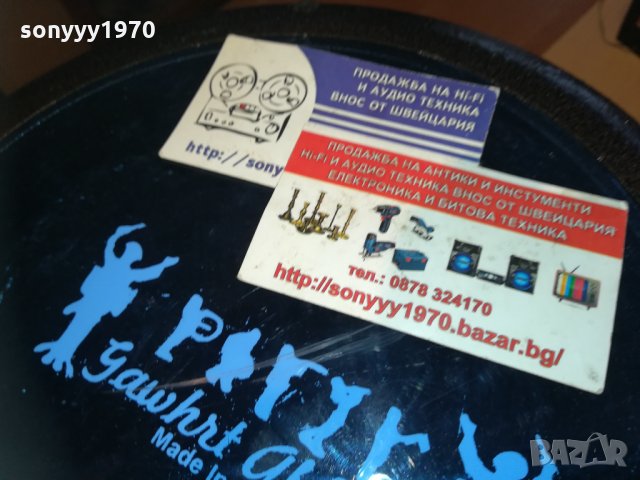 sonyyy1970
ПРОДАЖБА НА Hi-Fi
И АУДИО ТЕХНИКА
ВНОС ОТ ШВЕЙЦАРИЯ
http://sony
ПРОДАЖБА НА АНТИКИ И ИНСТУМЕНТИ
Hi-Fi И АУДИО ТЕХНИКА ВНОС ОТ ШВЕЙЦАРИЯ
ЕЛЕКТРОНИКА И БИТОВА ТЕХНИКА
тел.: 0878 324170
http://sonyyy1970.bazar.bg/
Gawhrt
Made In
BAZAR.bg